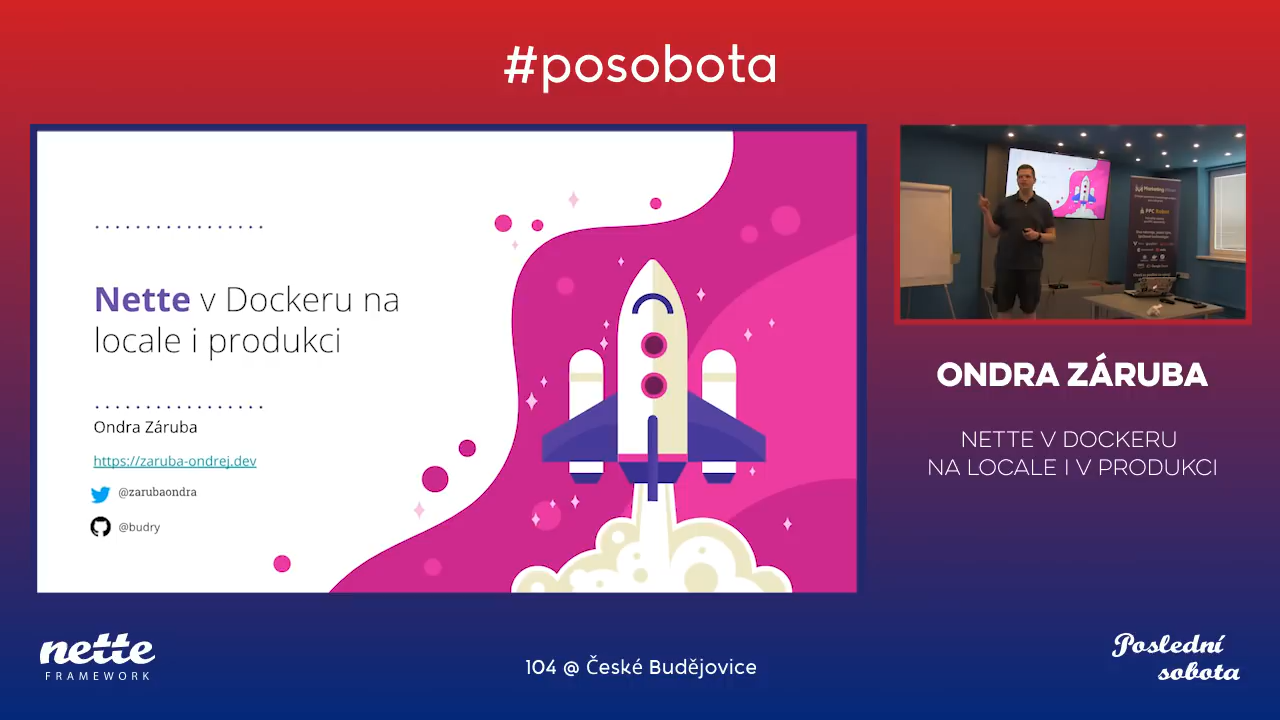 #posobota
Nette v Dockeru na
locale i produkci
Ondra Záruba
https://zaruba-ondrej.dev
@zarubaondra
@budry
ONDRA ZÁRUBA
NETTE V DOCKERU
NA LOCALE I V PRODUKCI
nette
FRAMEWORK
104 @ České Budějovice
Poslední
sobota